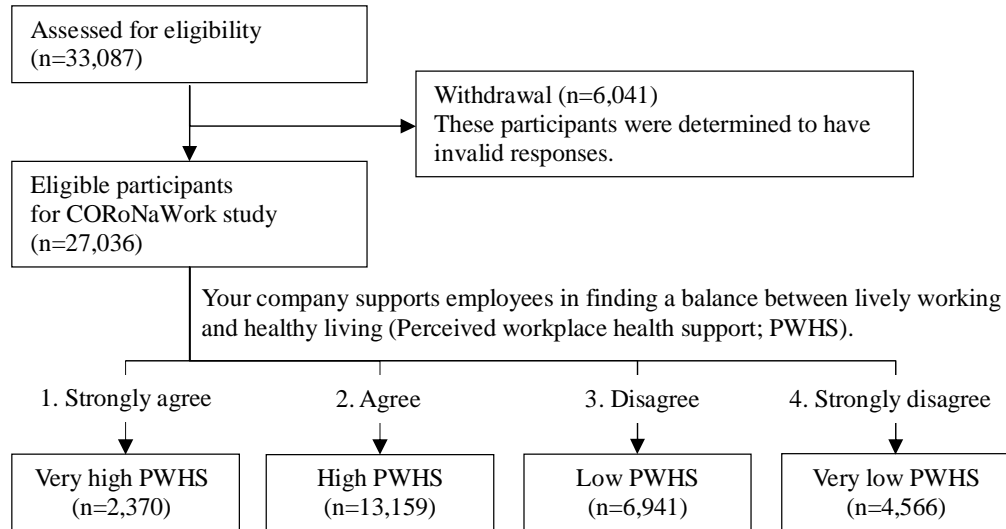 Assessed for eligibility
(n=33,087)
Withdrawal (n=6,041)
These participants were determined to have
invalid responses.
Eligible participants
for CORoNaWork study
(n=27,036)
Your company supports employees in finding a balance between lively working
and healthy living (Perceived workplace health support; PWHS).
1. Strongly agree
2. Agree
3. Disagree
4. Strongly disagree
Very high PWHS
(n=2,370)
High PWHS
(n=13,159)
Low PWHS
(n=6,941)
Very low PWHS
(n=4,566)